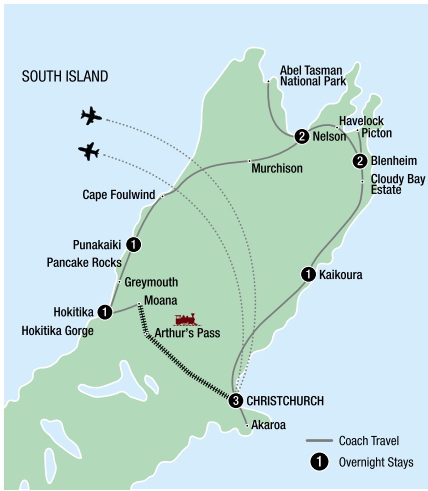 SOUTH ISLAND
Abel Tasman
National Park
Havelock
Picton
2 Nelson
2 Blenheim
Murchison
Cloudy Bay
Estate
Cape Foulwind
Punakaiki 1
Pancake Rocks
Kaikoura
1
Greymouth
Moana
Hokitika 1
Hokitika Gorge
Arthur's Pass
3 CHRISTCHURCH
Akaroa
Coach Travel
1 Overnight Stays